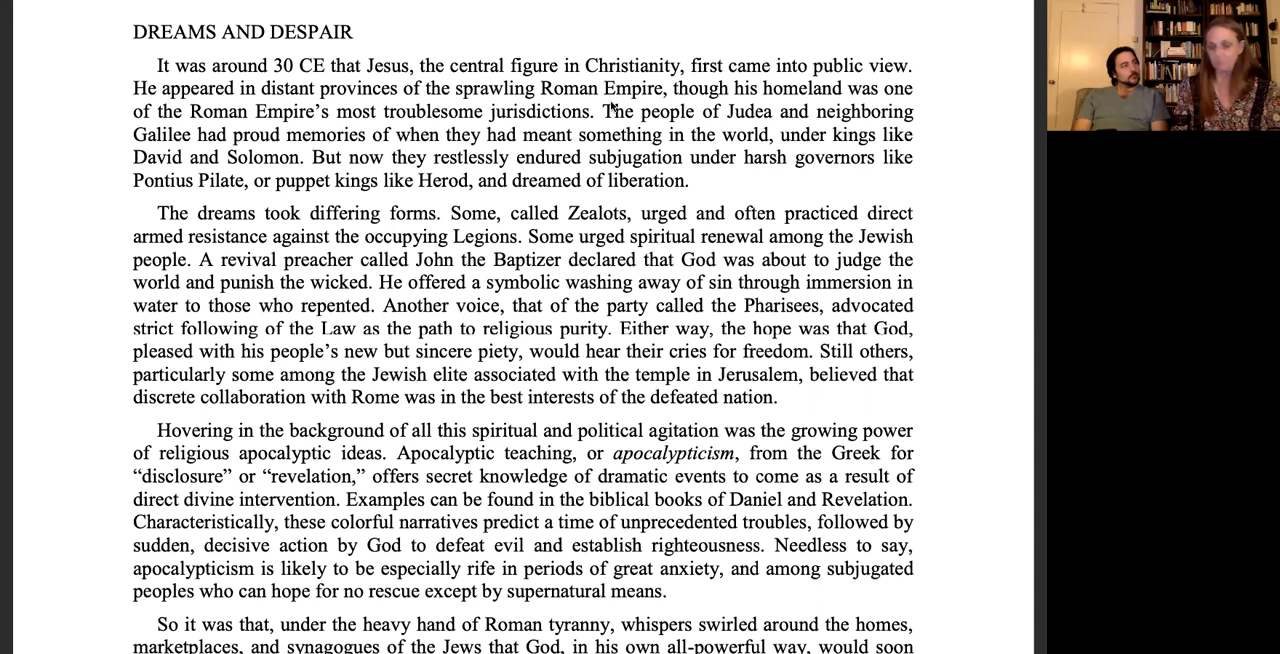 DREAMS AND DESPAIR
It was around 30 CE that Jesus, the central figure in Christianity, first came into public view.
He appeared in distant provinces of the sprawling Roman Empire, though his homeland was one
of the Roman Empire’s most troublesome jurisdictions. The people of Judea and neighboring
Galilee had proud memories of when they had meant something in the world, under kings like
David and Solomon. But now they restlessly endured subjugation under harsh governors like
Pontius Pilate, or puppet kings like Herod, and dreamed of liberation.
The dreams took differing forms. Some, called Zealots, urged and often practiced direct
armed resistance against the occupying Legions. Some urged spiritual renewal among the Jewish
people. A revival preacher called John the Baptizer declared that God was about to judge the
world and punish the wicked. He offered a symbolic washing away of sin through immersion in
water to those who repented. Another voice, that of the party called the Pharisees, advocated
strict following of the Law as the path to religious purity. Either way, the hope was that God,
pleased with his people’s new but sincere piety, would hear their cries for freedom. Still others,
particularly some among the Jewish elite associated with the temple in Jerusalem, believed that
discrete collaboration with Rome was in the best interests of the defeated nation.
Hovering in the background of all this spiritual and political agitation was the growing power
of religious apocalyptic ideas. Apocalyptic teaching, or apocalypticism, from the Greek for
“disclosure” or “revelation,” offers secret knowledge of dramatic events to come as a result of
direct divine intervention. Examples can be found in the biblical books of Daniel and Revelation.
Characteristically, these colorful narratives predict a time of unprecedented troubles, followed by
sudden, decisive action by God to defeat evil and establish righteousness. Needless to say,
apocalypticism is likely to be especially rife in periods of great anxiety, and among subjugated
peoples who can hope for no rescue except by supernatural means.
So it was that, under the heavy hand of Roman tyranny, whispers swirled around the homes,
marketplaces, and synagogues of the Jews that God, in his own all-powerful way, would soon